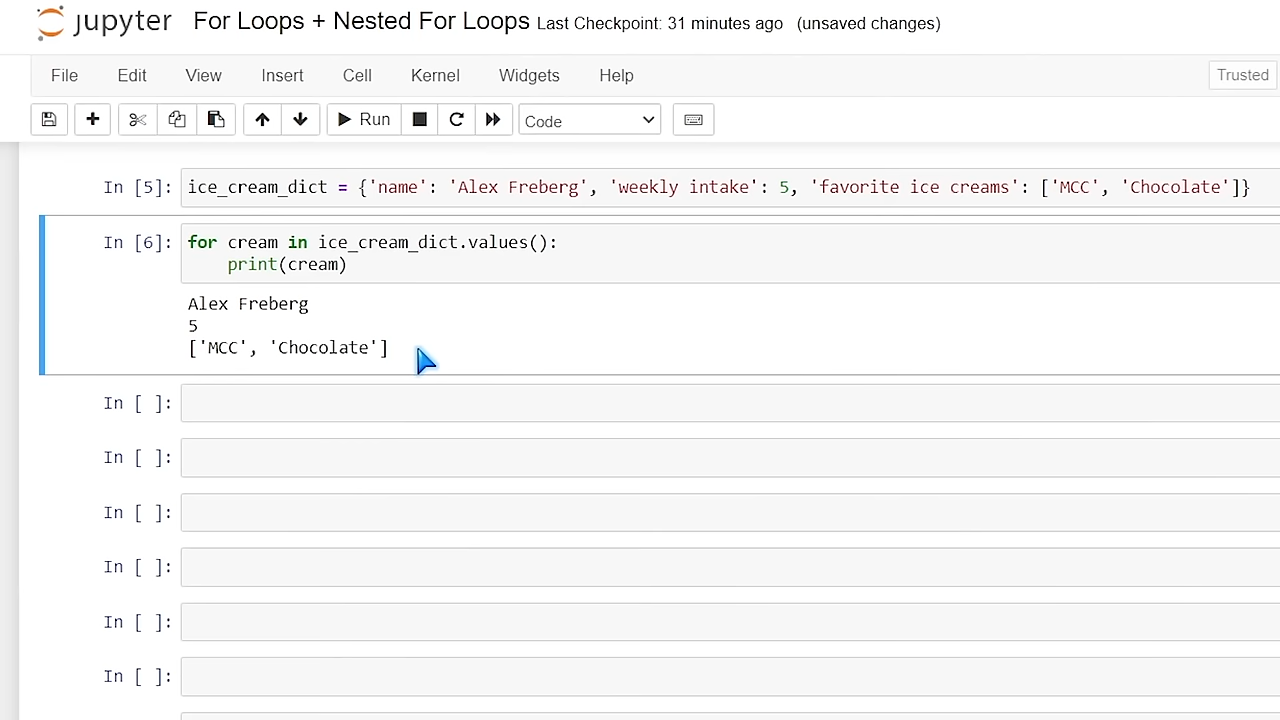 jupyter For Loops + Nested For Loops Last Checkpoint: 31 minutes ago (unsaved changes)
File Edit View Insert Cell Kernel Widgets Help Trusted
Run Code
In [5]: ice_cream_dict = {'name': 'Alex Freberg', 'weekly intake': 5, 'favorite ice creams': ['MCC', 'Chocolate']}
In [6]: for cream in ice_cream_dict.values():
print(cream)
Alex Freberg
5
['MCC', 'Chocolate']
In [ ]:
In [ ]:
In [ ]:
In [ ]:
In [ ]:
In [ ]: